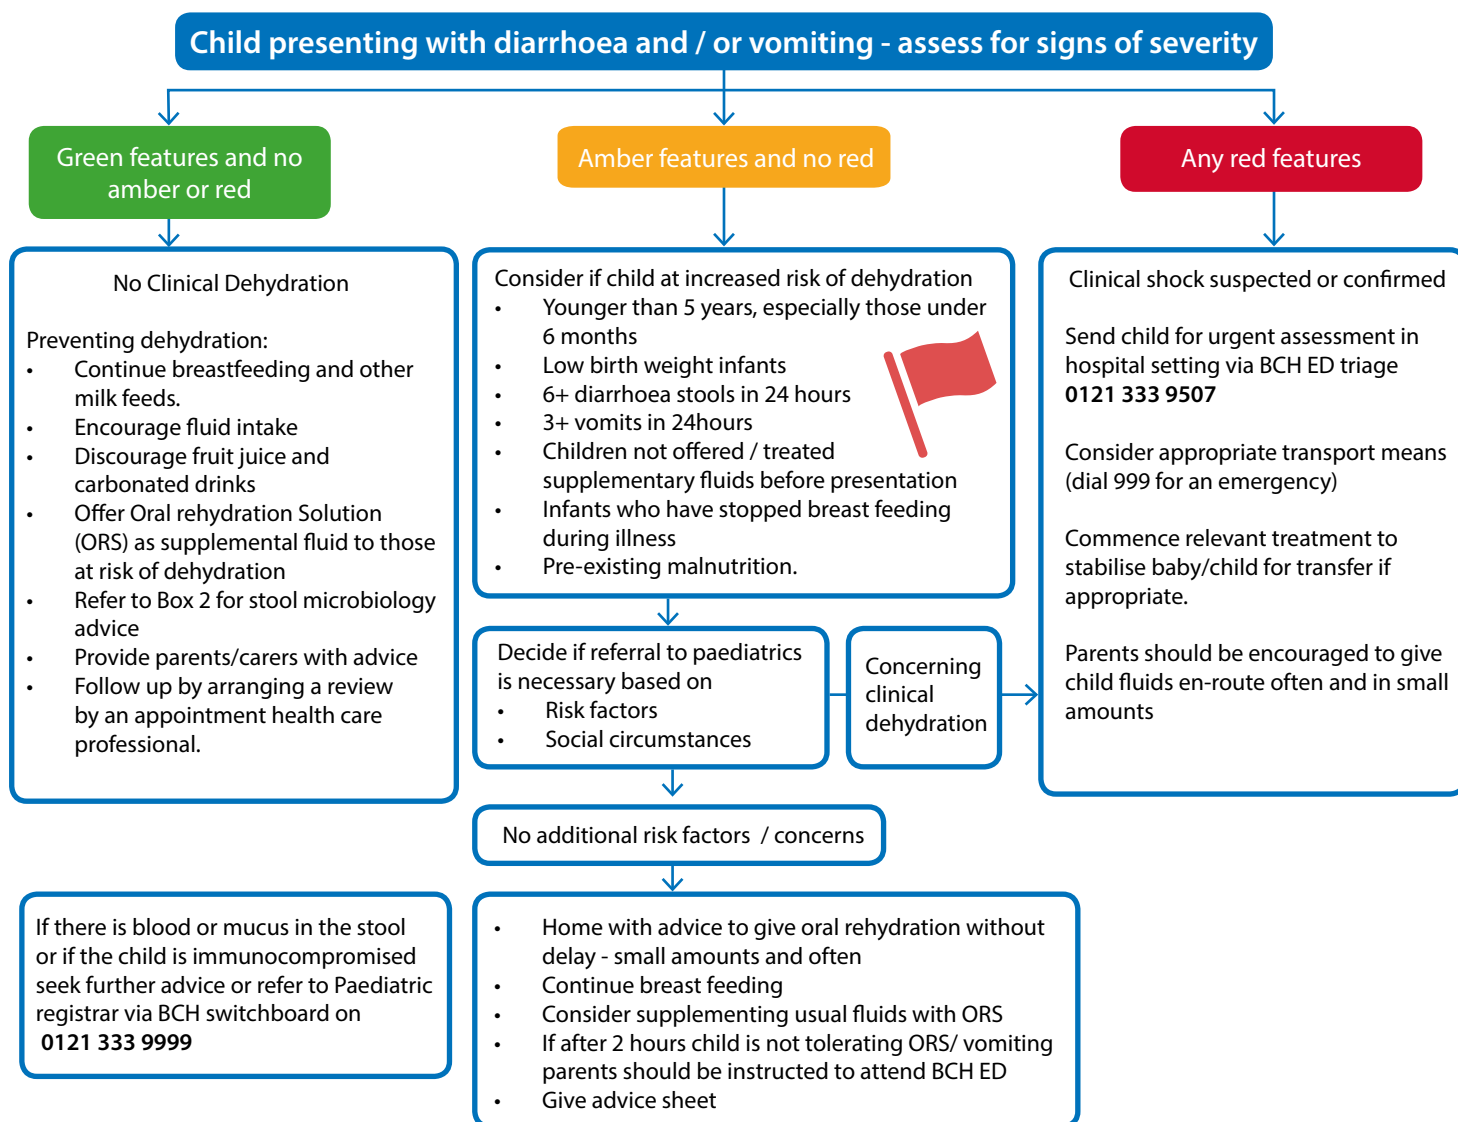 Child presenting with diarrhoea and / or vomiting - assess for signs of severity
Green features and no
amber or red
Amber features and no red
Any red features
No Clinical Dehydration
Preventing dehydration:
• Continue breastfeeding and other
milk feeds.
• Encourage fluid intake
• Discourage fruit juice and
carbonated drinks
• Offer Oral rehydration Solution
(ORS) as supplemental fluid to those
at risk of dehydration
• Refer to Box 2 for stool microbiology
advice
• Provide parents/carers with advice
• Follow up by arranging a review
by an appointment health care
professional.
Consider if child at increased risk of dehydration
• Younger than 5 years, especially those under
6 months
• Low birth weight infants
• 6+ diarrhoea stools in 24 hours
• 3+ vomits in 24hours
• Children not offered / treated
supplementary fluids before presentation
• Infants who have stopped breast feeding
during illness
• Pre-existing malnutrition.
Clinical shock suspected or confirmed
Send child for urgent assessment in
hospital setting via BCH ED triage
0121 333 9507
Consider appropriate transport means
(dial 999 for an emergency)
Commence relevant treatment to
stabilise baby/child for transfer if
appropriate.
Parents should be encouraged to give
child fluids en-route often and in small
amounts
Decide if referral to paediatrics
is necessary based on
• Risk factors
• Social circumstances
Concerning
clinical
dehydration
No additional risk factors / concerns
If there is blood or mucus in the stool
or if the child is immunocompromised
seek further advice or refer to Paediatric
registrar via BCH switchboard on
0121 333 9999
• Home with advice to give oral rehydration without
delay - small amounts and often
• Continue breast feeding
• Consider supplementing usual fluids with ORS
• If after 2 hours child is not tolerating ORS/ vomiting
parents should be instructed to attend BCH ED
• Give advice sheet